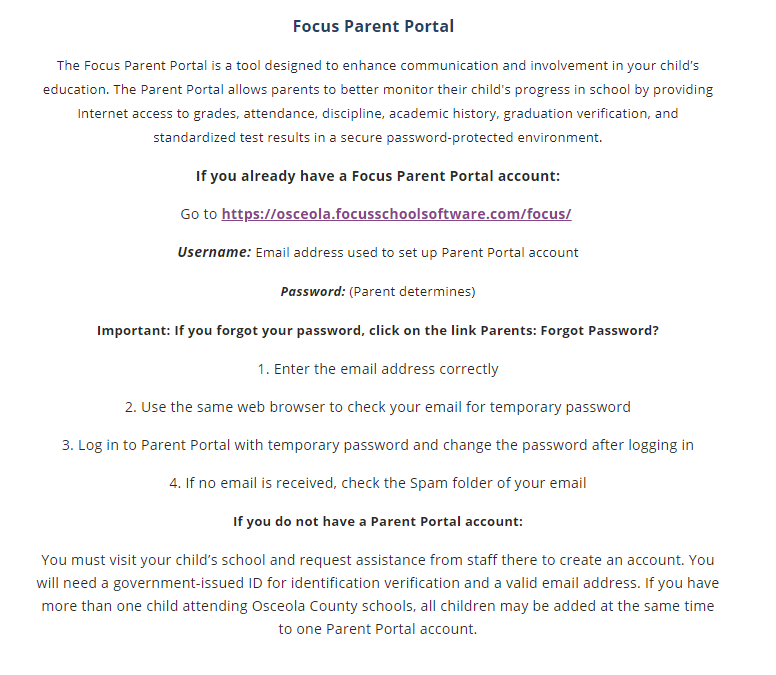 Focus Parent Portal
The Focus Parent Portal is a tool designed to enhance communication and involvement in your child’s
education. The Parent Portal allows parents to better monitor their child's progress in school by providing
Internet access to grades, attendance, discipline, academic history, graduation verification, and
standardized test results in a secure password-protected environment.
If you already have a Focus Parent Portal account:
Go to https://osceola.focusschoolsoftware.com/focus/
Username: Email address used to set up Parent Portal account
Password: (Parent determines)
Important: If you forgot your password, click on the link Parents: Forgot Password?
1. Enter the email address correctly
2. Use the same web browser to check your email for temporary password
3. Log in to Parent Portal with temporary password and change the password after logging in
4. If no email is received, check the Spam folder of your email
If you do not have a Parent Portal account:
You must visit your child’s school and request assistance from staff there to create an account. You
will need a government-issued ID for identification verification and a valid email address. If you have
more than one child attending Osceola County schools, all children may be added at the same time
to one Parent Portal account.